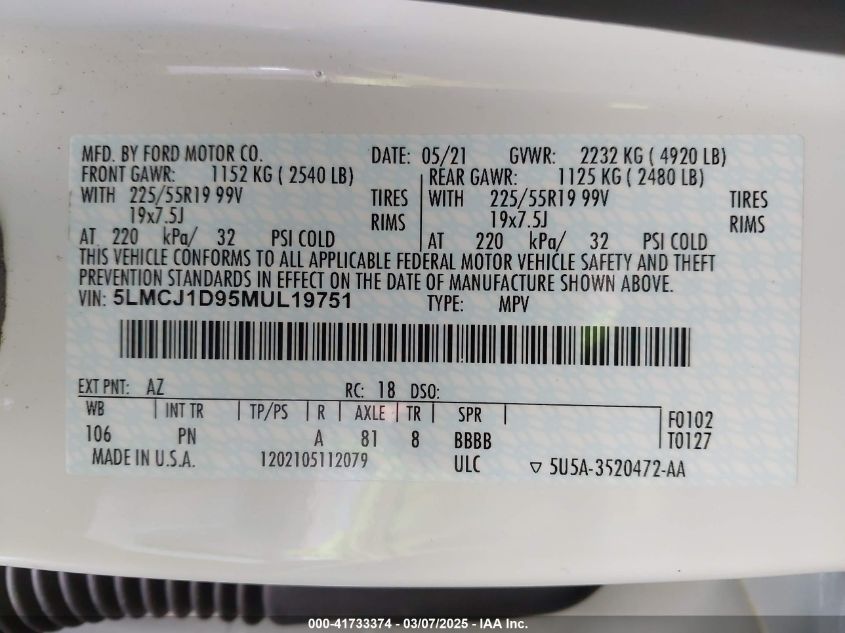 MFD. BY FORD MOTOR CO. DATE: 05/21 GVWR: 2232 KG ( 4920 LB)
FRONT GAWR: 1152 KG ( 2540 LB) REAR GAWR: 1125 KG ( 2480 LB)
WITH 225/55R19 99V TIRES WITH 225/55R19 99V TIRES
19x7.5J RIMS 19x7.5J RIMS
AT 220 kPa/ 32 PSI COLD AT 220 kPa/ 32 PSI COLD
THIS VEHICLE CONFORMS TO ALL APPLICABLE FEDERAL MOTOR VEHICLE SAFETY AND THEFT
PREVENTION STANDARDS IN EFFECT ON THE DATE OF MANUFACTURE SHOWN ABOVE.
VIN: 5LMCJ1D95MUL19751 TYPE: MPV
EXT PNT: AZ RC: 18 DSO:
WB INT TR TP/PS R AXLE TR SPR F0102
106 PN A 81 8 BBBB T0127
MADE IN U.S.A. 1202105112079 ULC ▽ 5U5A-3520472-AA
000-41733374 - 03/07/2025 - IAA Inc.